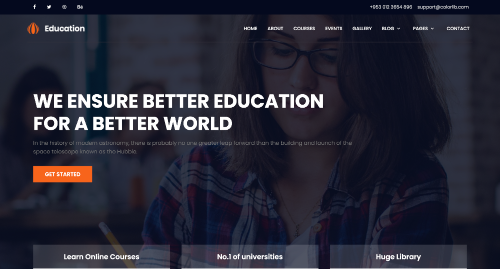 +953 012 3654 896 support@colorlib.com
Education
HOME ABOUT COURSES EVENTS GALLERY BLOG PAGES CONTACT
WE ENSURE BETTER EDUCATION
FOR A BETTER WORLD
In the history of modern astronomy, there is probably no one greater leap forward than the building and launch of the
space telescope known as the Hubble.
GET STARTED
Learn Online Courses
No.1 of universities
Huge Library